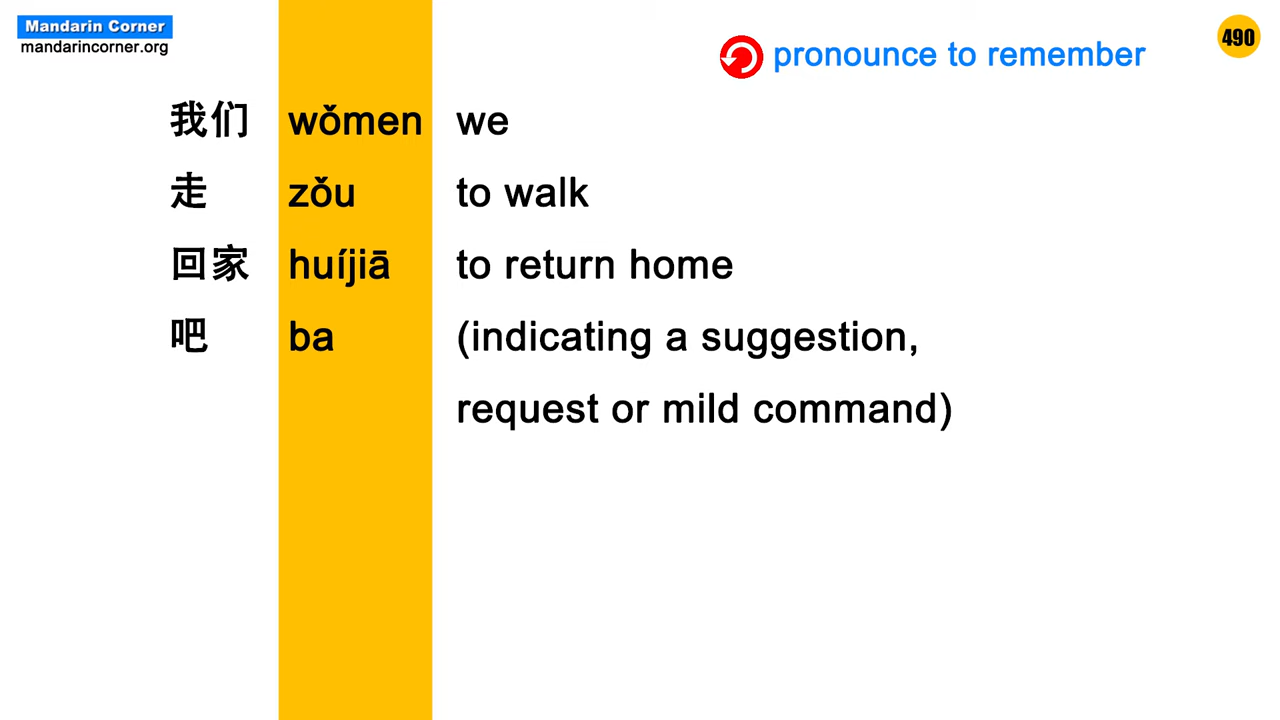 Mandarin Corner
mandarincorner.org
pronounce to remember
490
我们 wǒmen we
走 zǒu to walk
回家 huíjiā to return home
吧 ba (indicating a suggestion,
request or mild command)